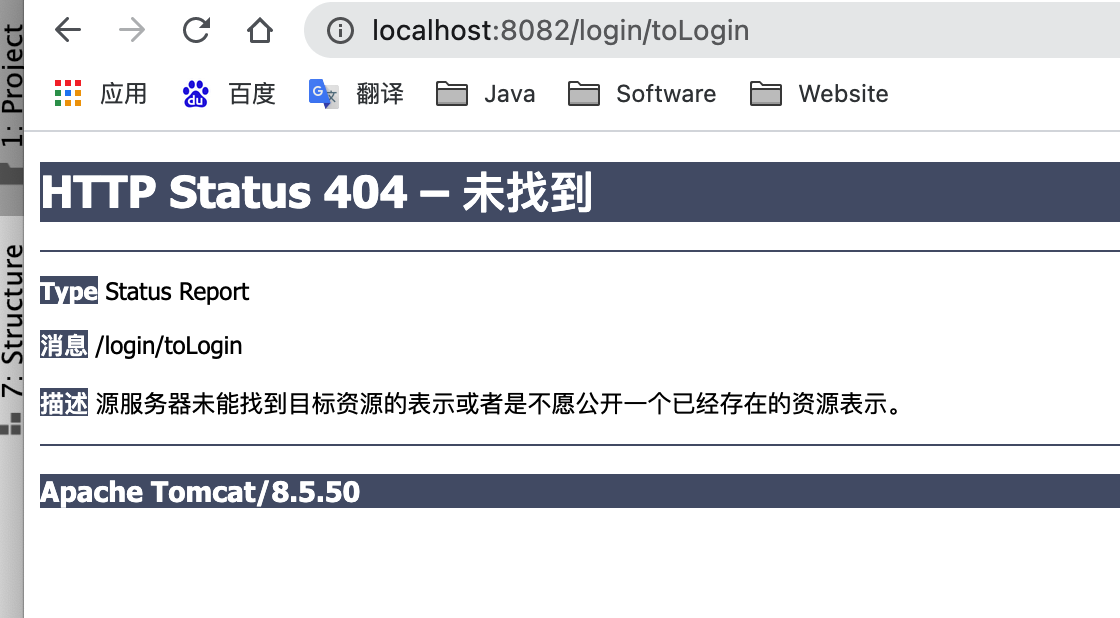 1: Project
7: Structure
localhost:8082/login/toLogin
应用 百度 翻译 Java Software Website
HTTP Status 404 – 未找到
Type Status Report
消息 /login/toLogin
描述 源服务器未能找到目标资源的表示或者是不愿公开一个已经存在的资源表示。
Apache Tomcat/8.5.50